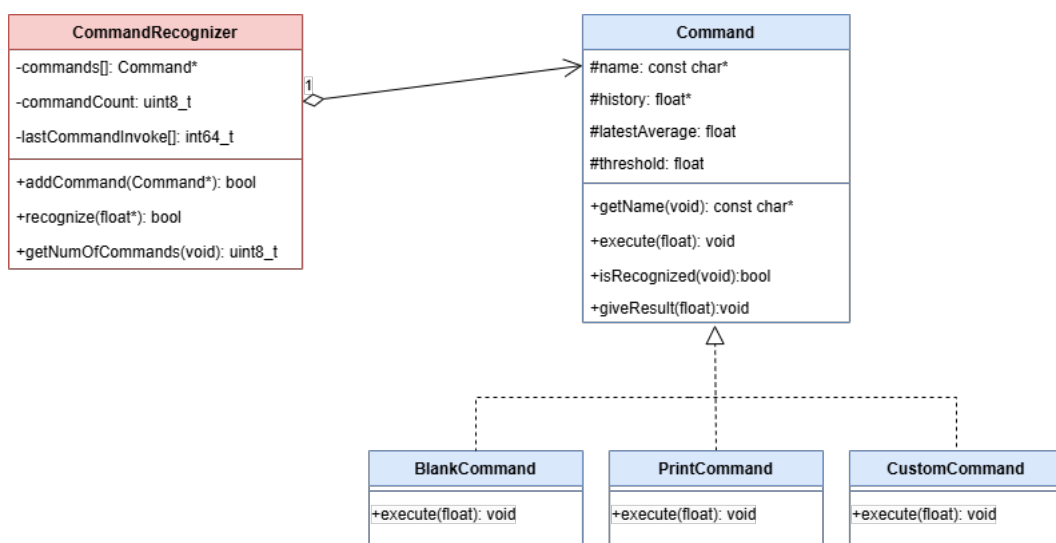 CommandRecognizer
-commands[]: Command*
-commandCount: uint8_t
-lastCommandInvoke[]: int64_t
+addCommand(Command*): bool
+recognize(float*): bool
+getNumOfCommands(void): uint8_t
1
Command
#name: const char*
#history: float*
#latestAverage: float
#threshold: float
+getName(void): const char*
+execute(float): void
+isRecognized(void):bool
+giveResult(float):void
BlankCommand
+execute(float): void
PrintCommand
+execute(float): void
CustomCommand
+execute(float): void